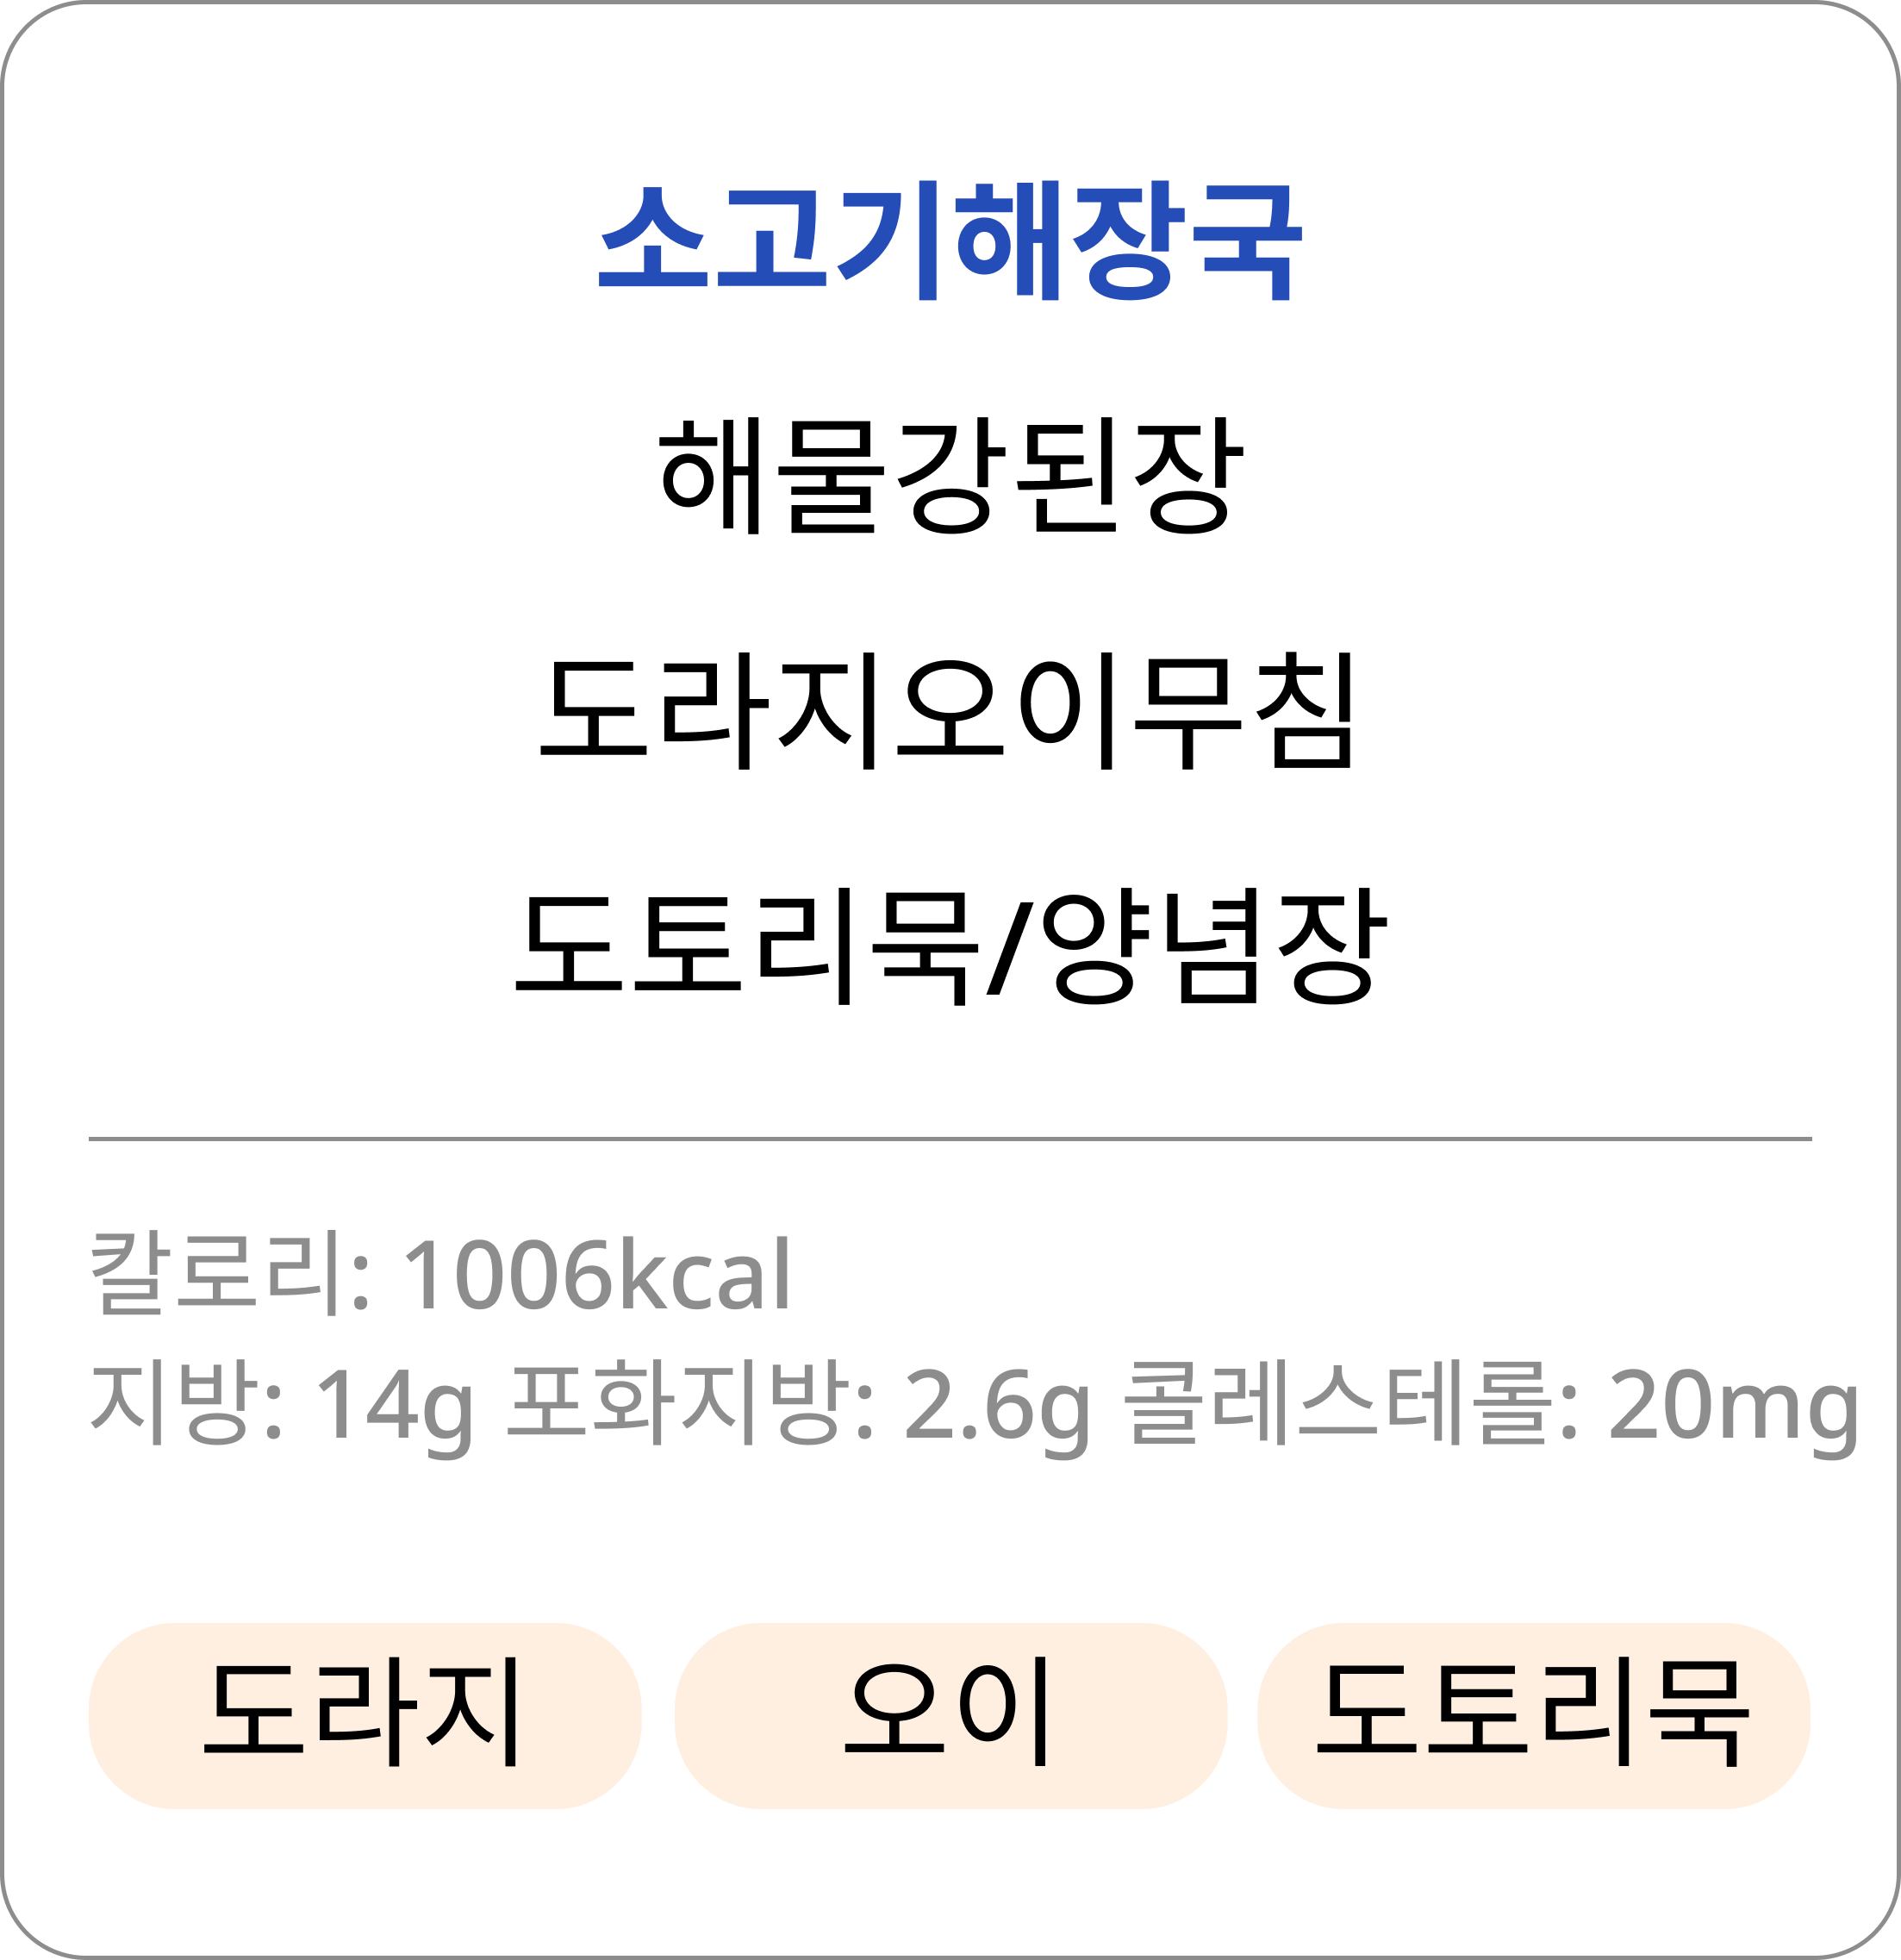 소고기해장국
해물강된장
도라지오이무침
도토리묵/양념장
칼로리: 1006kcal
지방: 14g 포화지방: 2.6g 콜레스테롤: 20mg
도라지
오이
도토리묵